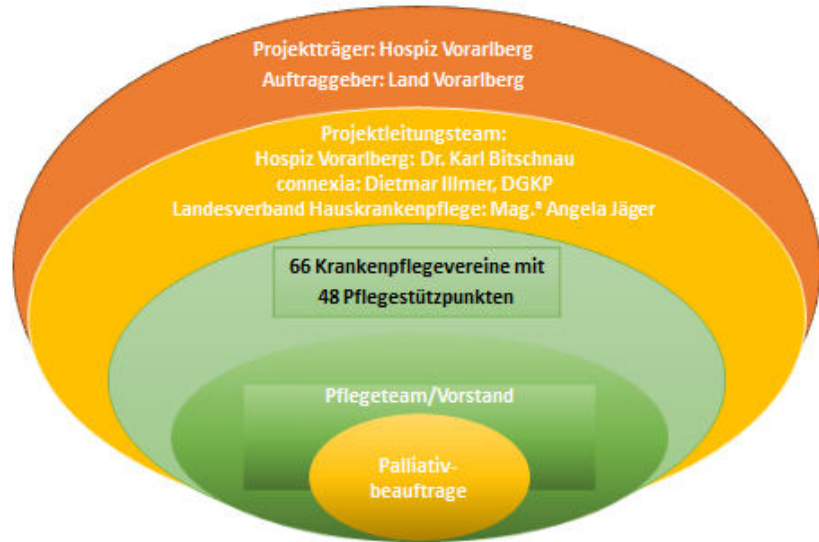 Projektträger: Hospiz Vorarlberg
Auftraggeber: Land Vorarlberg
Projektleitungsteam:
Hospiz Vorarlberg: Dr. Karl Bitschnau
connexia: Dietmar Illmer, DGKP
Landesverband Hauskrankenpflege: Mag.ª Angela Jäger
66 Krankenpflegevereine mit
48 Pflegestützpunkten
Pflegeteam/Vorstand
Palliativ-
beauftrage